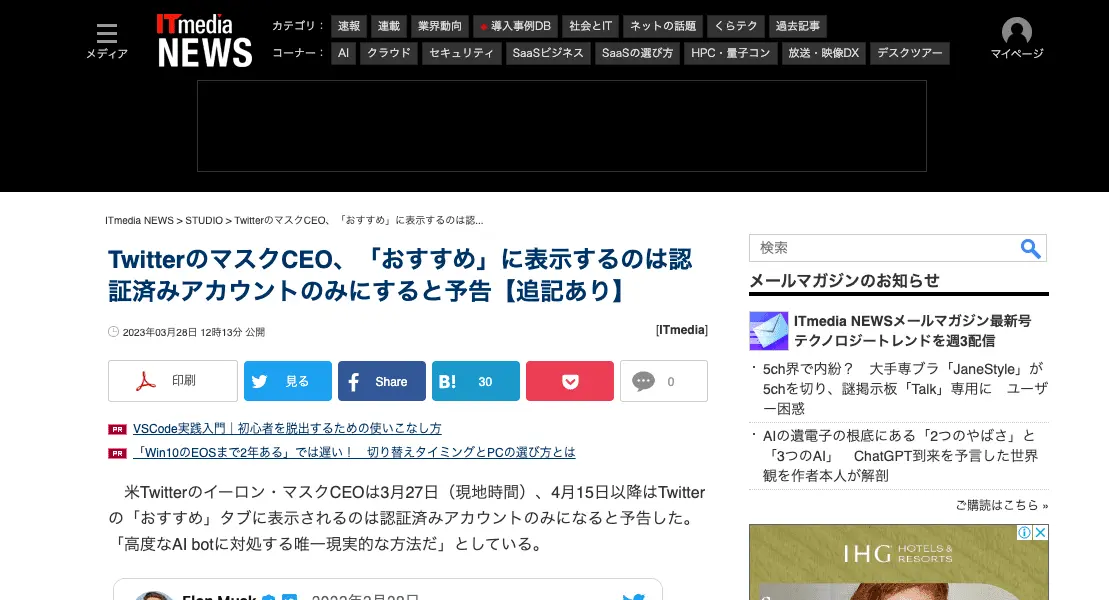 メディア
ITmedia
NEWS
カテゴリ： 速報 連載 業界動向 導入事例DB 社会とIT ネットの話題 くらテク 過去記事
コーナー： AI クラウド セキュリティ SaaSビジネス SaaSの選び方 HPC・量子コン 放送・映像DX デスクツアー
マイページ
ITmedia NEWS > STUDIO > TwitterのマスクCEO、「おすすめ」に表示するのは認...
TwitterのマスクCEO、「おすすめ」に表示するのは認
証済みアカウントのみにすると予告【追記あり】
2023年03月28日 12時13分 公開
[ITmedia]
印刷 見る Share B! 30 0
PR VSCode実践入門｜初心者を脱出するための使いこなし方
PR 「Win10のEOSまで2年ある」では遅い！　切り替えタイミングとPCの選び方とは
米TwitterのイーロンㆍマスクCEOは3月27日（現地時間）、4月15日以降はTwitter
の「おすすめ」タブに表示されるのは認証済みアカウントのみになると予告した。
「高度なAI botに対処する唯一現実的な方法だ」としている。
検索
メールマガジンのお知らせ
ITmedia NEWSメールマガジン最新号
テクノロジートレンドを週3配信
・5ch界で内紛？　大手専ブラ「JaneStyle」が
5chを切り、謎掲示板「Talk」専用に　ユーザ
ー困惑
・AIの遺電子の根底にある「2つのやばさ」と
「3つのAI」　ChatGPT到来を予言した世界
観を作者本人が解剖
ご購読はこちら »
IHG HOTELS &
RESORTS